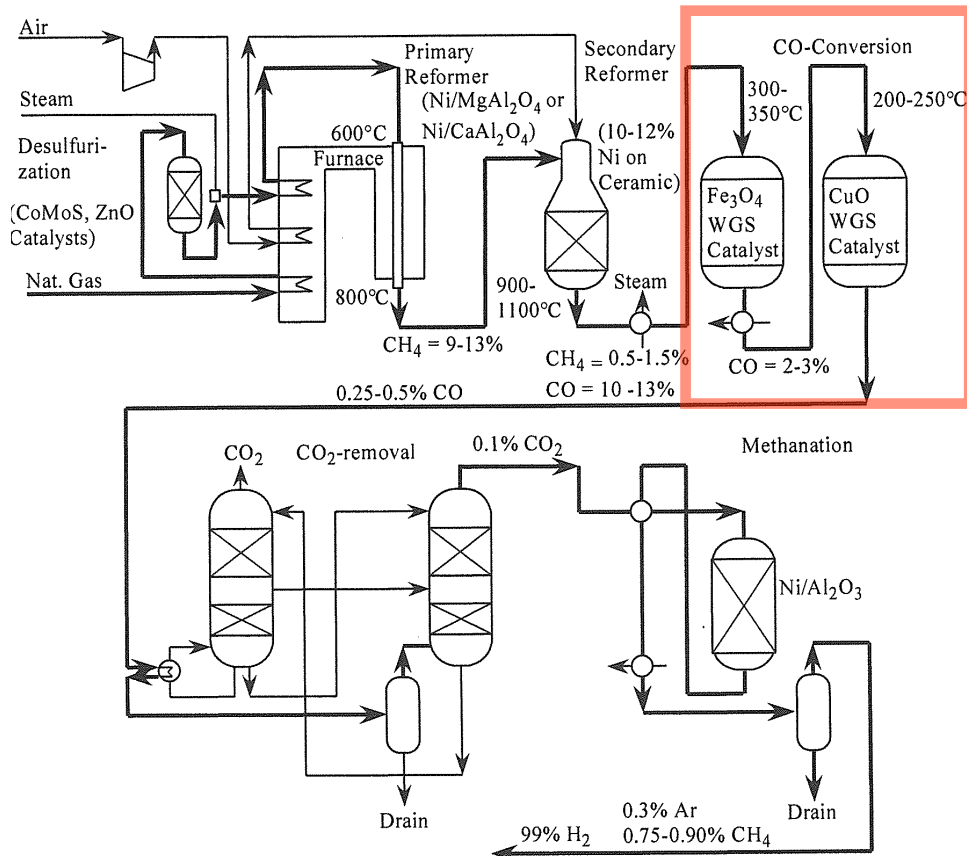 Air
Steam
Desulfuri-
zation
(CoMoS, ZnO
Catalysts)
Nat. Gas
Primary
Reformer
(Ni/MgAl2O4 or
Ni/CaAl2O4)
600°C
Furnace
800°C
CH4 = 9-13%
Secondary
Reformer
(10-12%
Ni on
Ceramic)
900-
1100°C
Steam
CH4 = 0.5-1.5%
CO = 10 -13%
CO-Conversion
300-
350°C
200-250°C
Fe3O4
WGS
Catalyst
CuO
WGS
Catalyst
CO = 2-3%
0.25-0.5% CO
CO2
CO2-removal
0.1% CO2
Methanation
Ni/Al2O3
Drain
Drain
99% H2
0.3% Ar
0.75-0.90% CH4